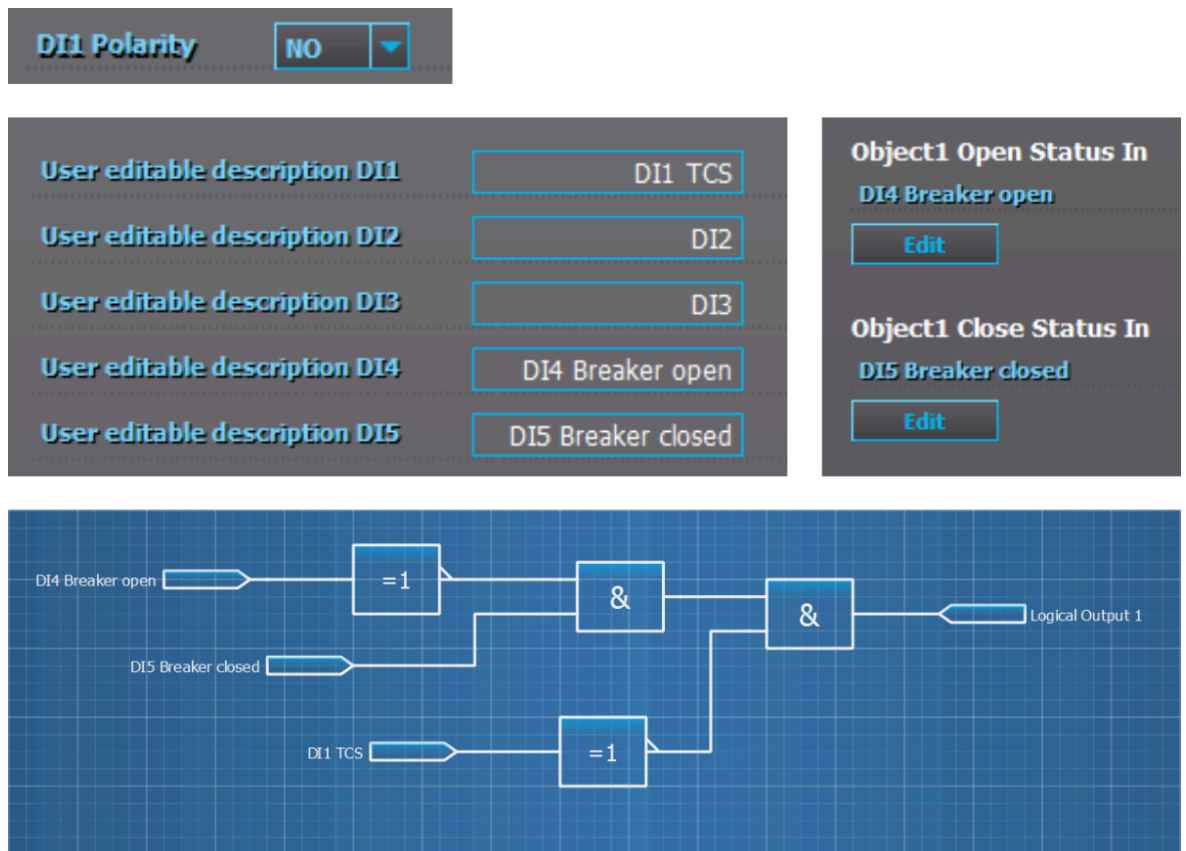 DI1 Polarity NO
User editable description DI1 DI1 TCS
User editable description DI2 DI2
User editable description DI3 DI3
User editable description DI4 DI4 Breaker open
User editable description DI5 DI5 Breaker closed
Object1 Open Status In
DI4 Breaker open
Edit
Object1 Close Status In
DI5 Breaker closed
Edit
DI4 Breaker open =1 & & Logical Output 1
DI5 Breaker closed
DI1 TCS =1